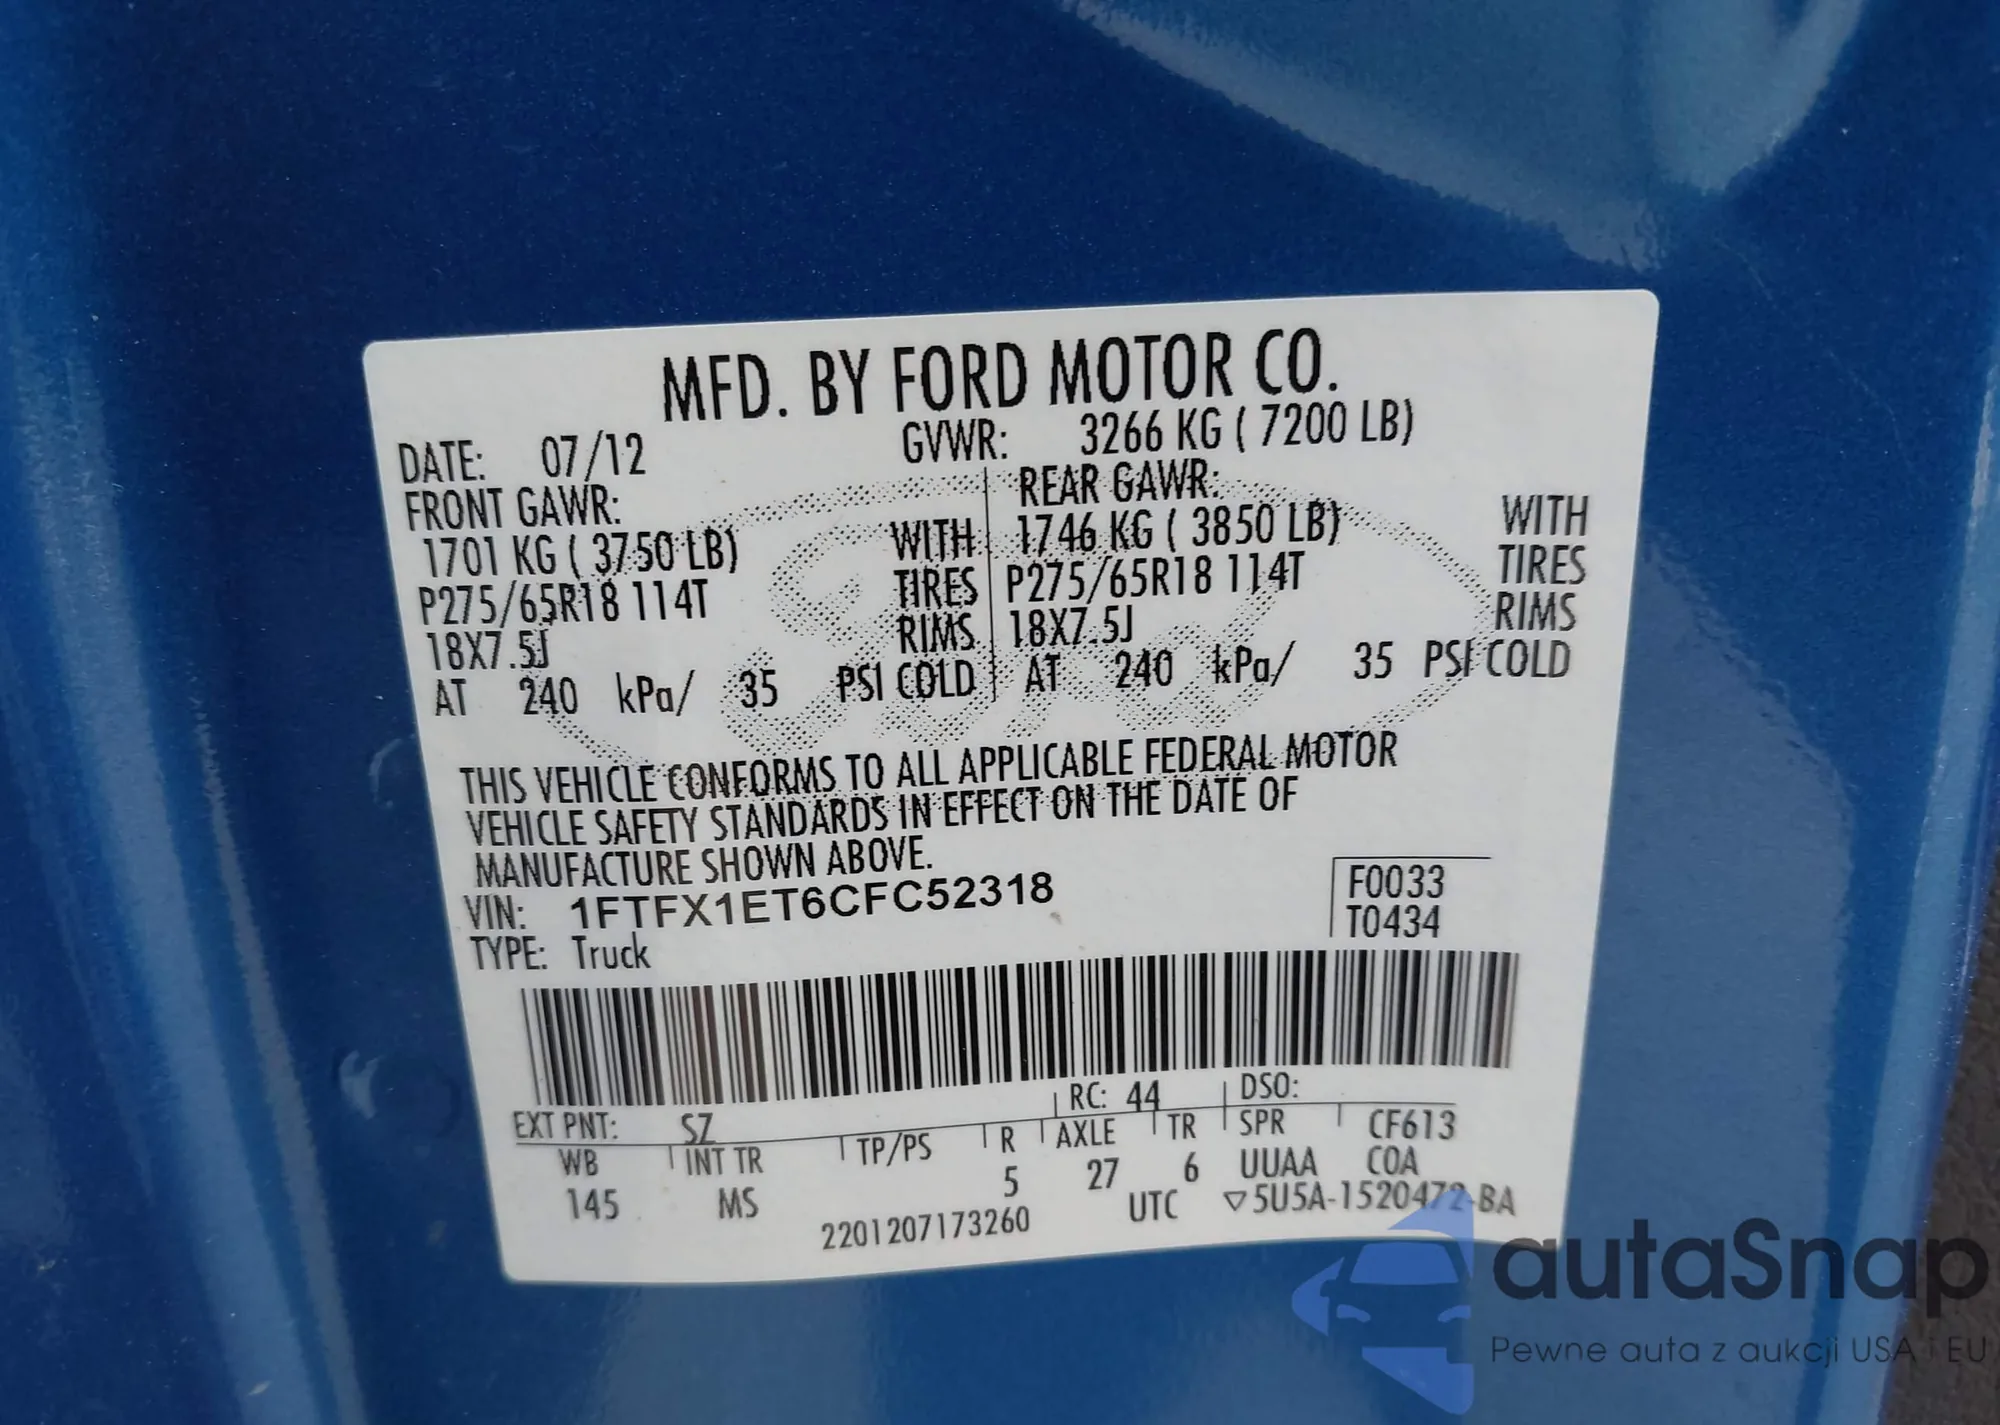 MFD. BY FORD MOTOR CO.
DATE: 07/12 GVWR: 3266 KG ( 7200 LB)
FRONT GAWR: REAR GAWR:
1701 KG ( 3750 LB) WITH 1746 KG ( 3850 LB) WITH
P275/65R18 114T TIRES P275/65R18 114T TIRES
18X7.5J RIMS 18X7.5J RIMS
AT 240 kPa/ 35 PSI COLD AT 240 kPa/ 35 PSI COLD
THIS VEHICLE CONFORMS TO ALL APPLICABLE FEDERAL MOTOR
VEHICLE SAFETY STANDARDS IN EFFECT ON THE DATE OF
MANUFACTURE SHOWN ABOVE.
VIN: 1FTFX1ET6CFC52318 F0033
TYPE: Truck T0434
EXT PNT: SZ RC: 44 DSO:
WB INT TR TP/PS R AXLE TR SPR CF613
145 MS 5 27 6 UUAA COA
2201207173260 UTC ▽5U5A-1520472-BA
autaSnap
Pewne auta z aukcji USA i EU